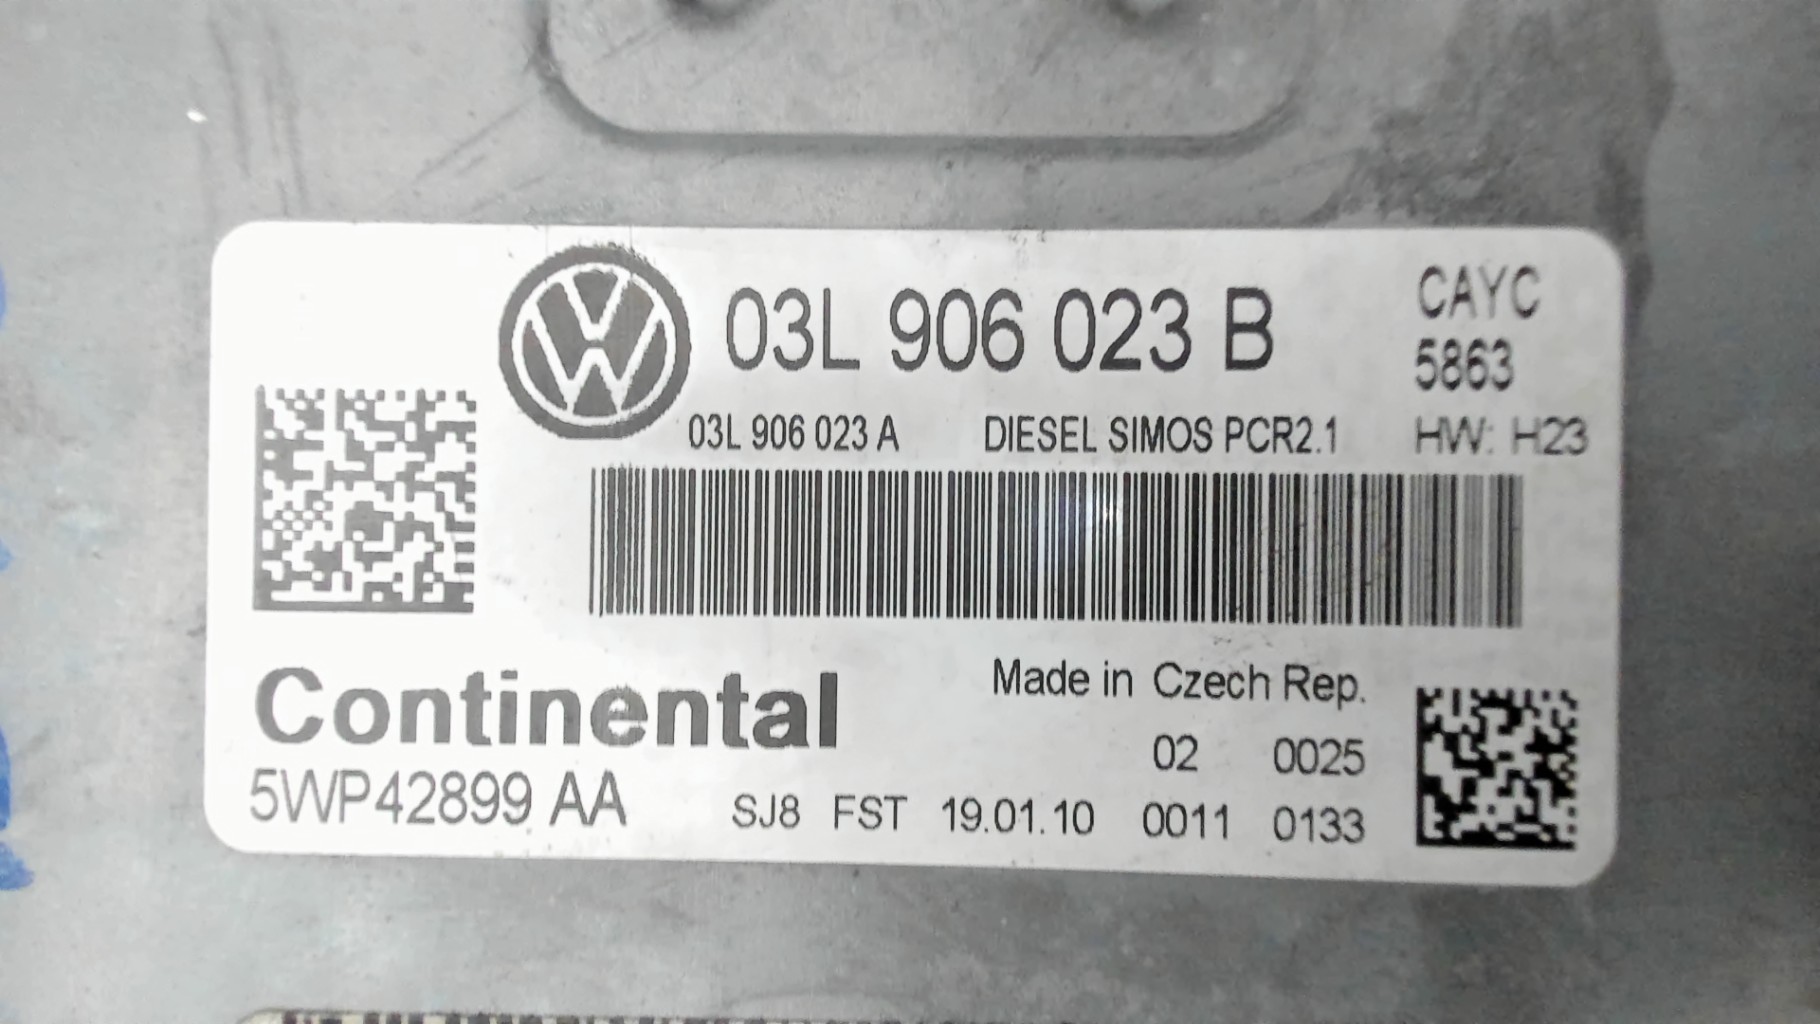 03L 906 023 B
CAYC
5863
03L 906 023 A DIESEL SIMOS PCR2.1 HW: H23
Continental
Made in Czech Rep.
5WP42899 AA
02 0025
SJ8 FST 19.01.10 0011 0133